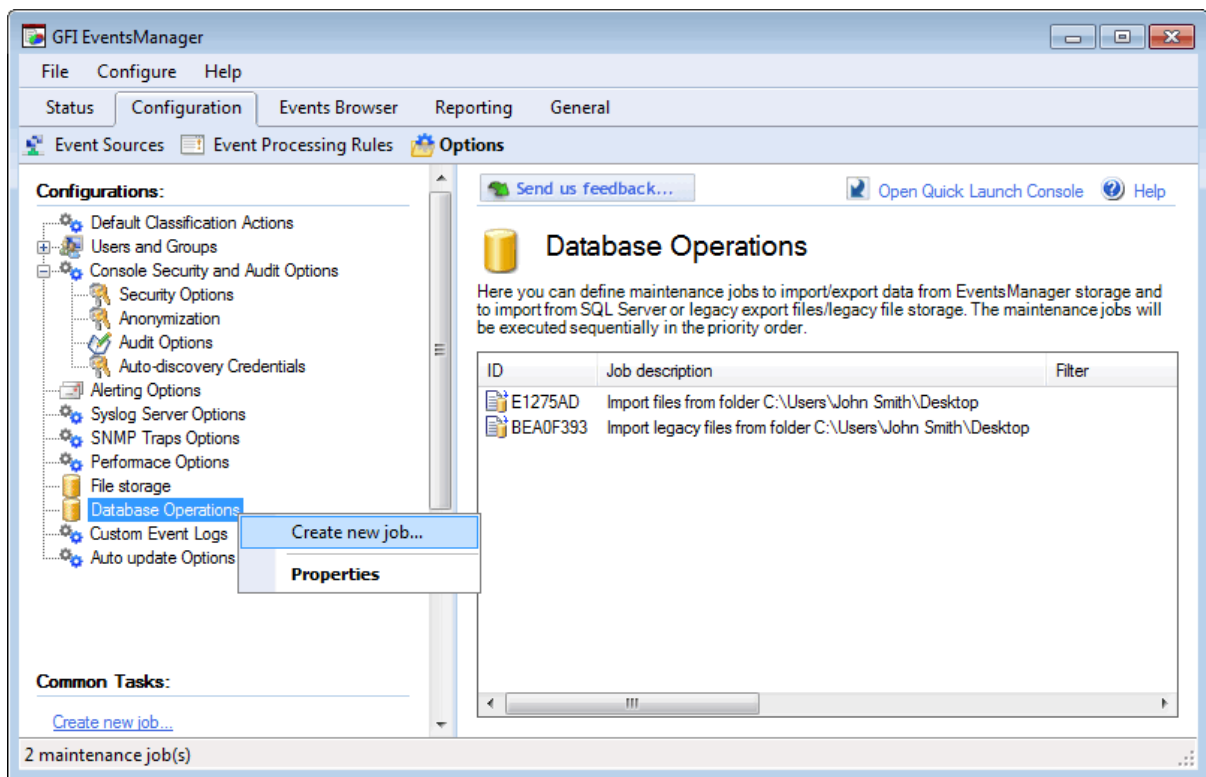 GFI EventsManager
File Configure Help
Status Configuration Events Browser Reporting General
Event Sources Event Processing Rules Options
Configurations:
Default Classification Actions
Users and Groups
Console Security and Audit Options
Security Options
Anonymization
Audit Options
Auto-discovery Credentials
Alerting Options
Syslog Server Options
SNMP Traps Options
Performace Options
File storage
Database Operations
Custom Event Logs
Auto update Options
Create new job...
Properties
Common Tasks:
Create new job...
Send us feedback...
Open Quick Launch Console Help
Database Operations
Here you can define maintenance jobs to import/export data from EventsManager storage and
to import from SQL Server or legacy export files/legacy file storage. The maintenance jobs will
be executed sequentially in the priority order.
ID Job description Filter
E1275AD Import files from folder C:\Users\John Smith\Desktop
BEA0F393 Import legacy files from folder C:\Users\John Smith\Desktop
2 maintenance job(s)